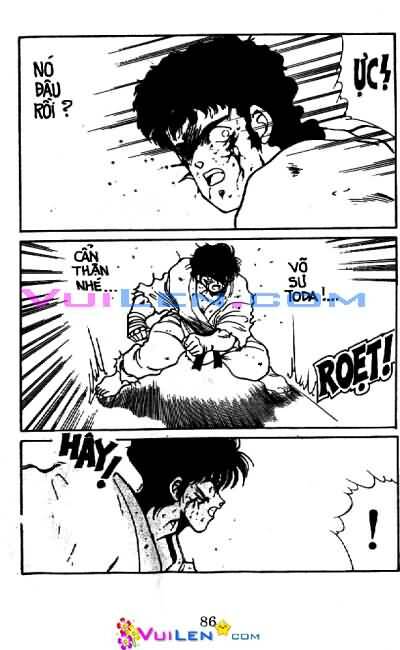 NÓ
ĐÂU
RỒI ?
ỰC!
CẨN
THẬN
NHÉ...
VÕ
SƯ
TODA!...
VUILEN.COM
ROẸT!
HÂY!
!
86
VUILEN.COM